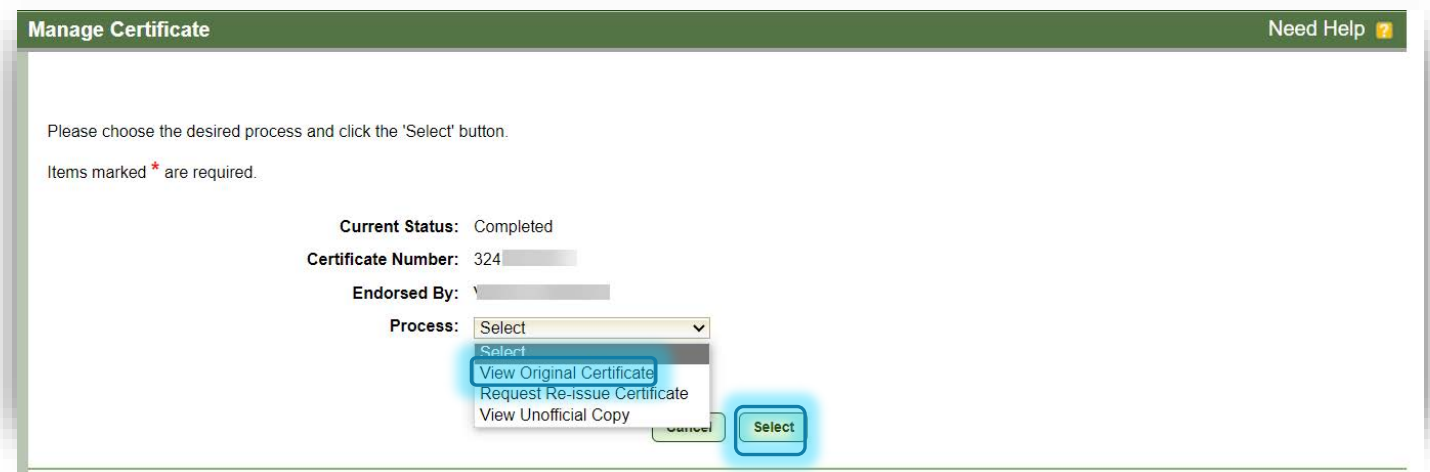 Manage Certificate Need Help ?
Please choose the desired process and click the 'Select' button.
Items marked * are required.
Current Status: Completed
Certificate Number: 324
Endorsed By:
Process: Select
Select
View Original Certificate
Request Re-issue Certificate
View Unofficial Copy
Cancel Select